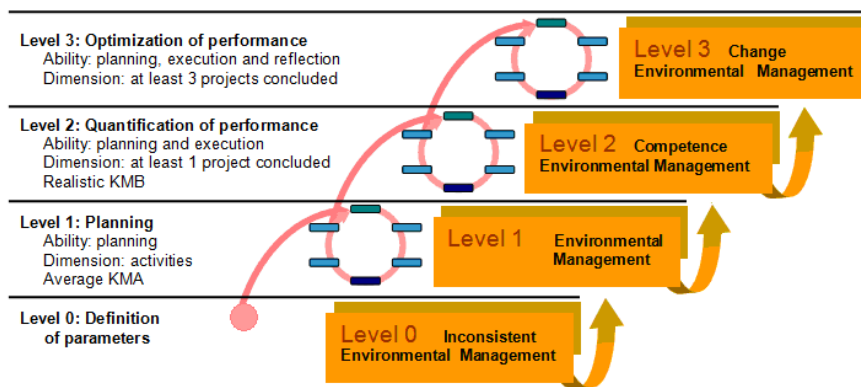 Level 3: Optimization of performance
Ability: planning, execution and reflection
Dimension: at least 3 projects concluded
Level 3 Change
Environmental Management
Level 2: Quantification of performance
Ability: planning and execution
Dimension: at least 1 project concluded
Realistic KMB
Level 2 Competence
Environmental Management
Level 1: Planning
Ability: planning
Dimension: activities
Average KMA
Level 1 Environmental
Management
Level 0: Definition
of parameters
Level 0 Inconsistent
Environmental Management